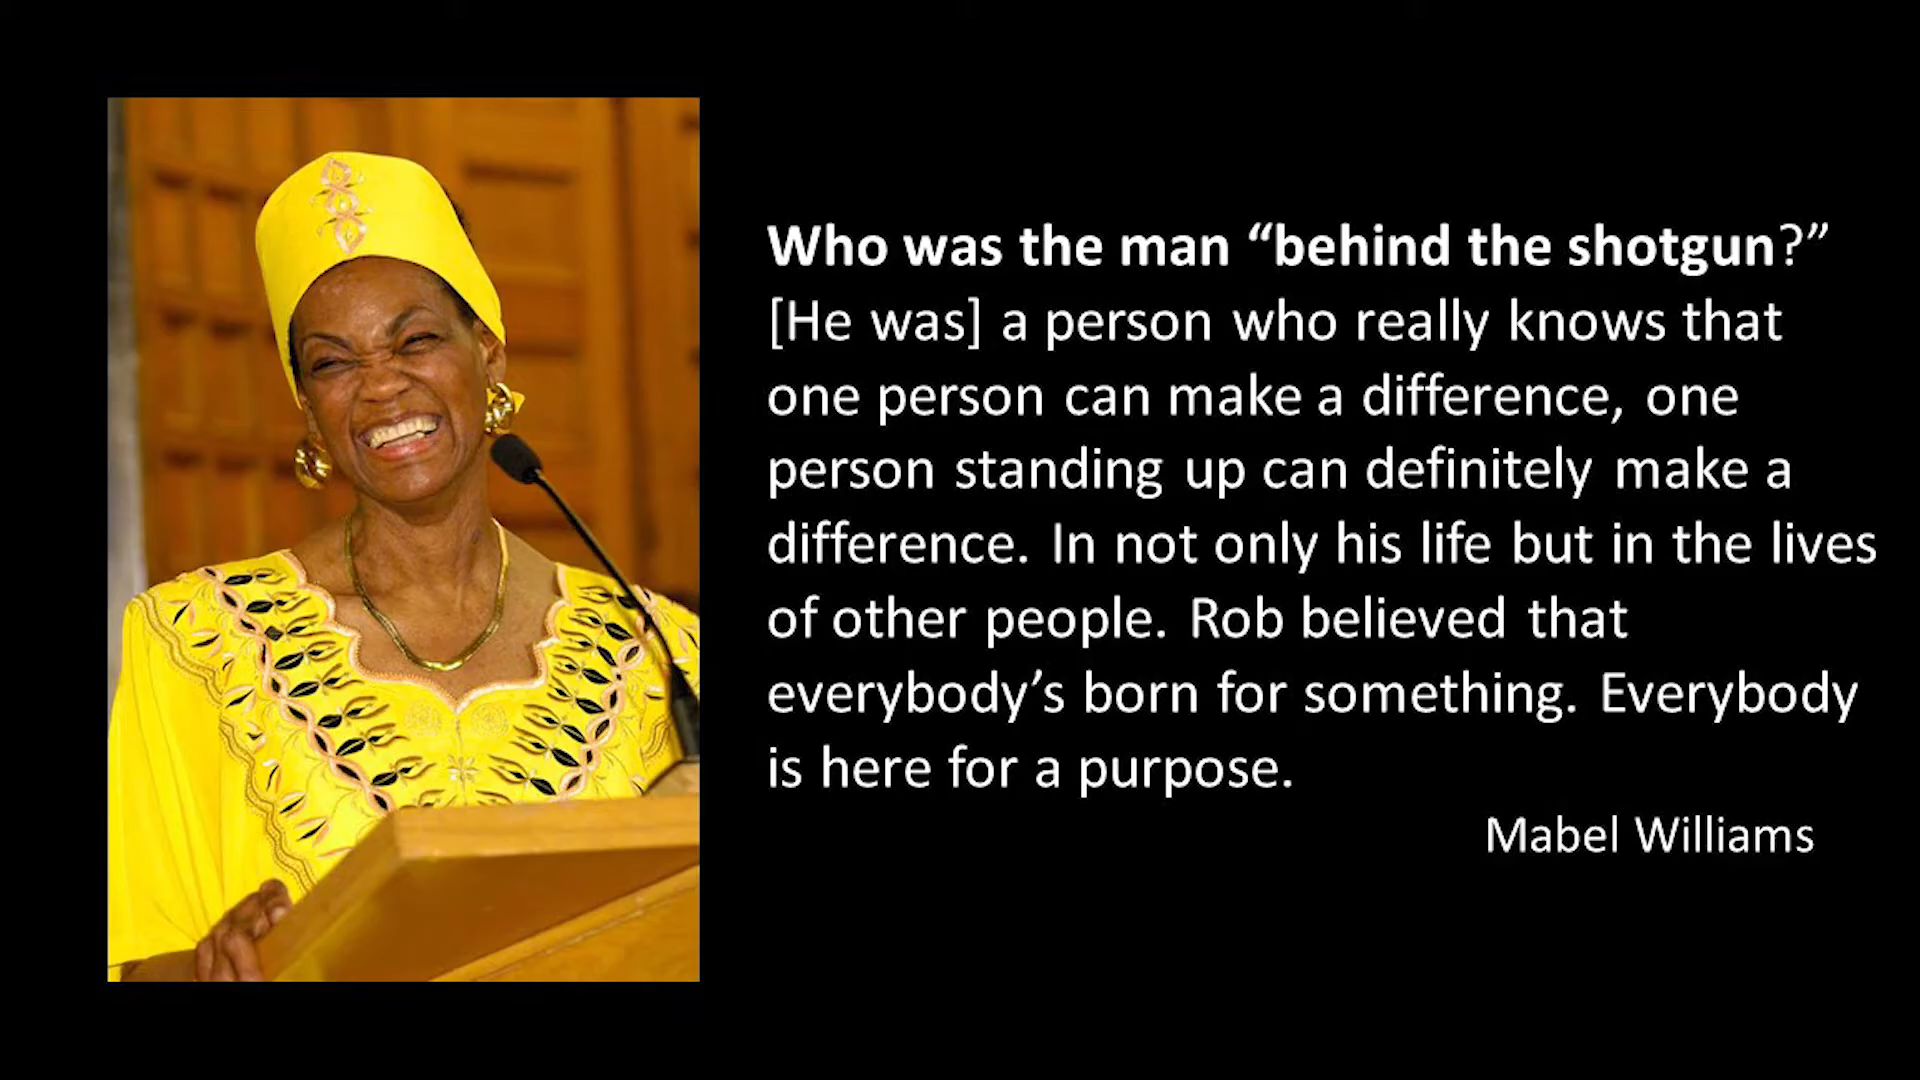 Who was the man “behind the shotgun?”
[He was] a person who really knows that
one person can make a difference, one
person standing up can definitely make a
difference. In not only his life but in the lives
of other people. Rob believed that
everybody’s born for something. Everybody
is here for a purpose.
Mabel Williams